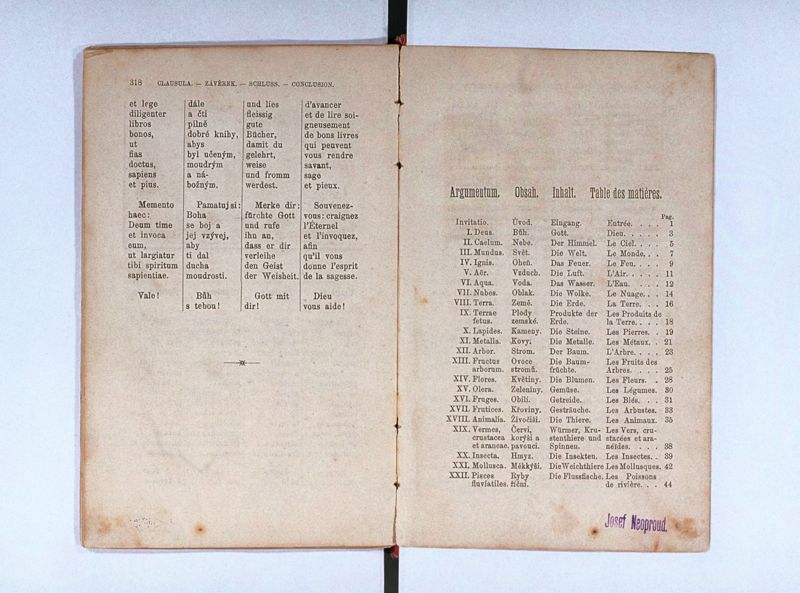 318 CLAUSULA. — ZÁVĚREK. — SCHLUSS. — CONCLUSION.
et lege dále und lies d'avancer
diligenter a čti fleissig et de lire soi-
libros pilně gute gneusement
bonos, dobré knihy, Bücher, de bons livres
ut abys damit du qui peuvent
fias byl učeným, gelehrt, vous rendre
doctus, moudrým weise savant,
sapiens a ná- und fromm sage
et pius. božným. werdest. et pieux.
Memento Pamatuj si: Merke dir: Souvenez-
haec: Boha fürchte Gott vous: craignez
Deum time se boj a und rufe l'Éternel
et invoca jej vzývej, ihn an, et l'invoquez,
eum, aby dass er dir afin
ut largiatur ti dal verleihe qu'il vous
tibi spiritum ducha den Geist donne l'esprit
sapientiae. moudrosti. der Weisheit. de la sagesse.
Vale! Bůh Gott mit Dieu
s tebou! dir! vous aide!
Argumentum. Obsah. Inhalt. Table des matières.
Pag.
Invitatio. Úvod. Eingang. Entrée. . . . 1
I. Deus. Bůh. Gott. Dieu. . . . . 3
II. Caelum. Nebe. Der Himmel. Le Ciel. . . . 5
III. Mundus. Svět. Die Welt. Le Monde. . . 7
IV. Ignis. Oheň. Das Feuer. Le Feu. . . . 9
V. Aër. Vzduch. Die Luft. L'Air. . . . . 11
VI. Aqua. Voda. Das Wasser. L'Eau. . . . 12
VII. Nubes. Oblak. Die Wolke. Le Nuage. . . 14
VIII. Terra. Země. Die Erde. La Terre. . . 16
IX. Terrae Plody Produkte der Les Produits de
fetus. zemské. Erde. la Terre. . . 18
X. Lapides. Kameny. Die Steine. Les Pierres. . 19
XI. Metalla. Kovy. Die Metalle. Les Métaux. . 21
XII. Arbor. Strom. Der Baum. L'Arbre. . . . 23
XIII. Fructus Ovoce Die Baum- Les Fruits des
arborum. stromů. früchte. Arbres. . . . 25
XIV. Flores. Květiny. Die Blumen. Les Fleurs. . 28
XV. Olera. Zeleniny. Gemüse. Les Légumes. 30
XVI. Fruges. Obilí. Getreide. Les Blés. . . 31
XVII. Frutices. Křoviny. Gesträuche. Les Arbustes. 33
XVIII. Animalia. Živočiši. Die Thiere. Les Animaux. 35
XIX. Vermes, Červi, Würmer, Kru- Les Vers, cru-
crustacea korýši a stenthiere und stacées et ara-
et araneae. pavouci. Spinnen. néïdes. . . . 38
XX. Insecta. Hmyz. Die Insekten. Les Insectes. . 39
XXI. Mollusca. Měkkýši. Die Weichthiere Les Mollusques. 42
XXII. Pisces Ryby Die Flussfische. Les Poissons
fluviatiles. říční. de rivière. . . 44
Josef Neoproud.